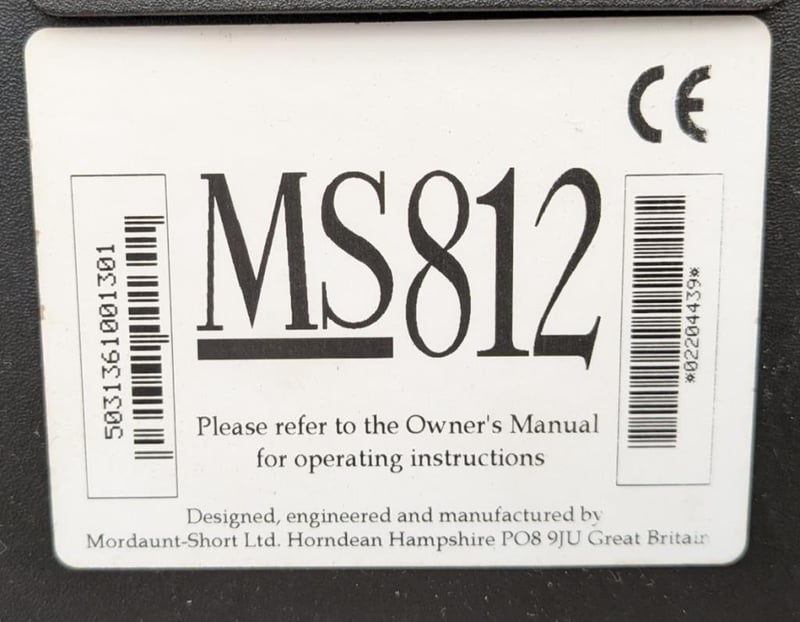 CE
MS812
5031361001301
*02204439*
Please refer to the Owner's Manual
for operating instructions
Designed, engineered and manufactured by
Mordaunt-Short Ltd. Horndean Hampshire PO8 9JU Great Britain